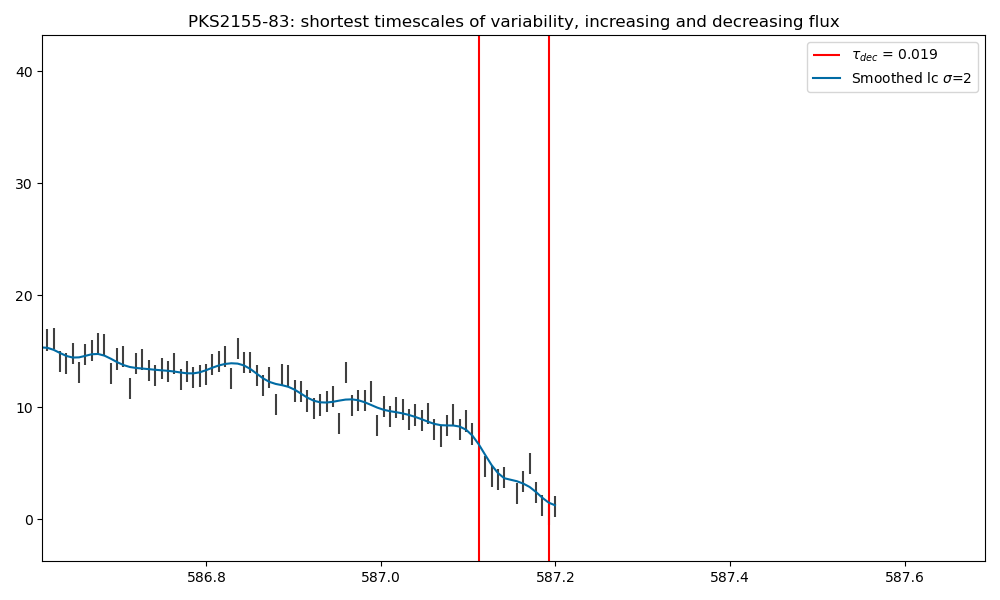 PKS2155-83: shortest timescales of variability, increasing and decreasing flux
τ_dec = 0.019
Smoothed lc σ=2
40
30
20
10
0
586.8 587.0 587.2 587.4 587.6